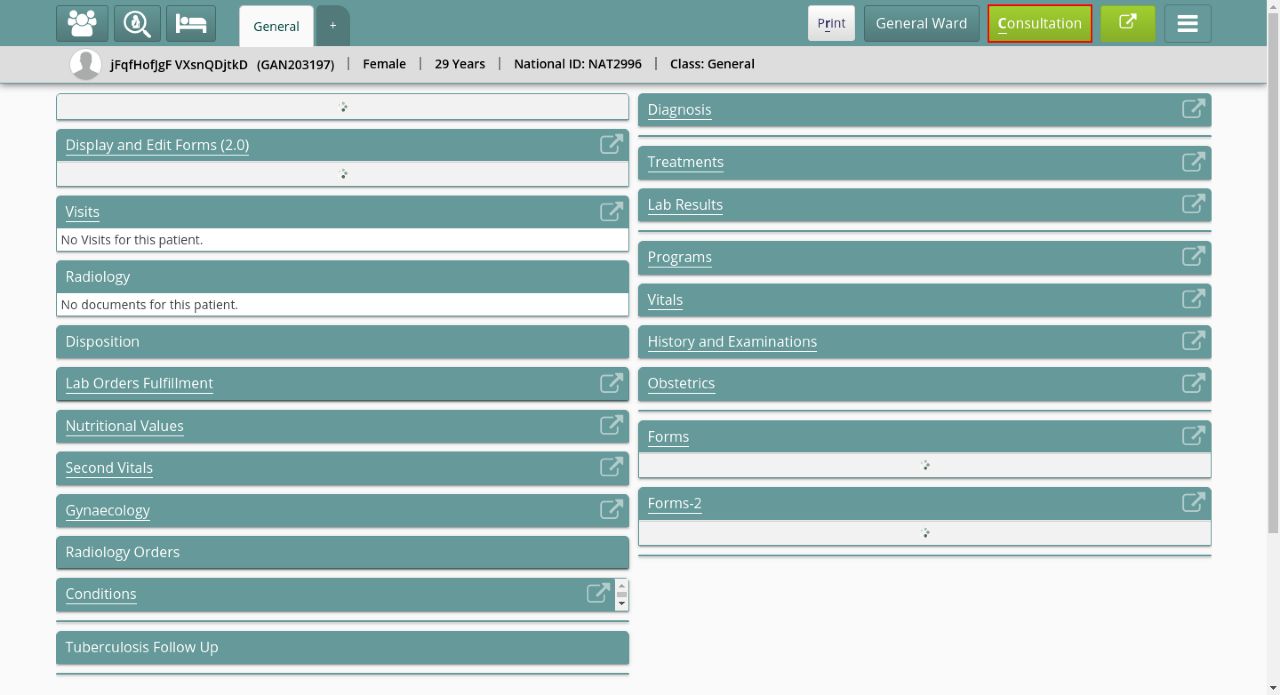 General
+
Print
General Ward
Consultation
jFqfHofJgF VXsnQDjtkD (GAN203197) | Female | 29 Years | National ID: NAT2996 | Class: General
Display and Edit Forms (2.0)
Visits
No Visits for this patient.
Radiology
No documents for this patient.
Disposition
Lab Orders Fulfillment
Nutritional Values
Second Vitals
Gynaecology
Radiology Orders
Conditions
Tuberculosis Follow Up
Diagnosis
Treatments
Lab Results
Programs
Vitals
History and Examinations
Obstetrics
Forms
Forms-2